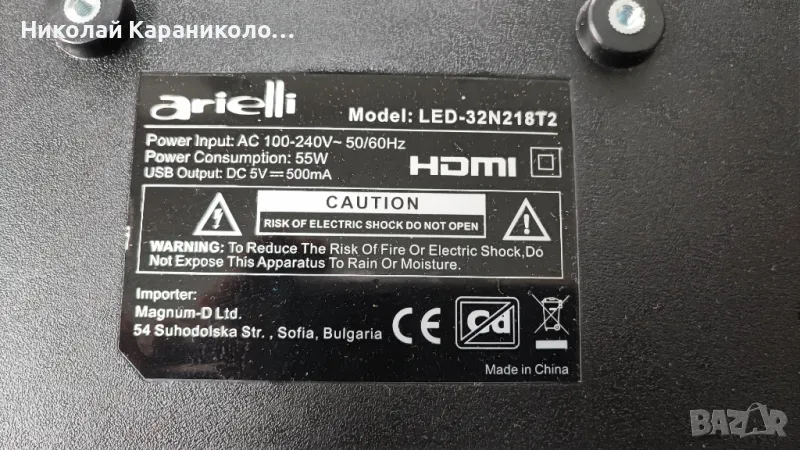 Николай Караниколо…
arielli
Model: LED-32N218T2
Power Input: AC 100-240V~ 50/60Hz
Power Consumption: 55W
USB Output: DC 5V⎓500mA
HDMI
CAUTION
RISK OF ELECTRIC SHOCK DO NOT OPEN
WARNING: To Reduce The Risk Of Fire Or Electric Shock,Do
Not Expose This Apparatus To Rain Or Moisture.
Importer:
Magnum-D Ltd.
54 Suhodolska Str. , Sofia, Bulgaria
CE
Cd
Made in China
BAZAR